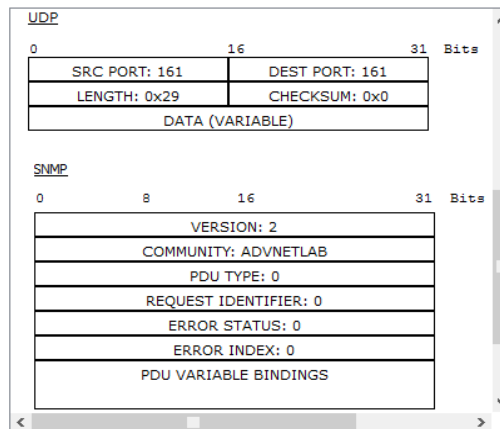 UDP
0 16 31 Bits
SRC PORT: 161 DEST PORT: 161
LENGTH: 0x29 CHECKSUM: 0x0
DATA (VARIABLE)
SNMP
0 8 16 31 Bits
VERSION: 2
COMMUNITY: ADVNETLAB
PDU TYPE: 0
REQUEST IDENTIFIER: 0
ERROR STATUS: 0
ERROR INDEX: 0
PDU VARIABLE BINDINGS